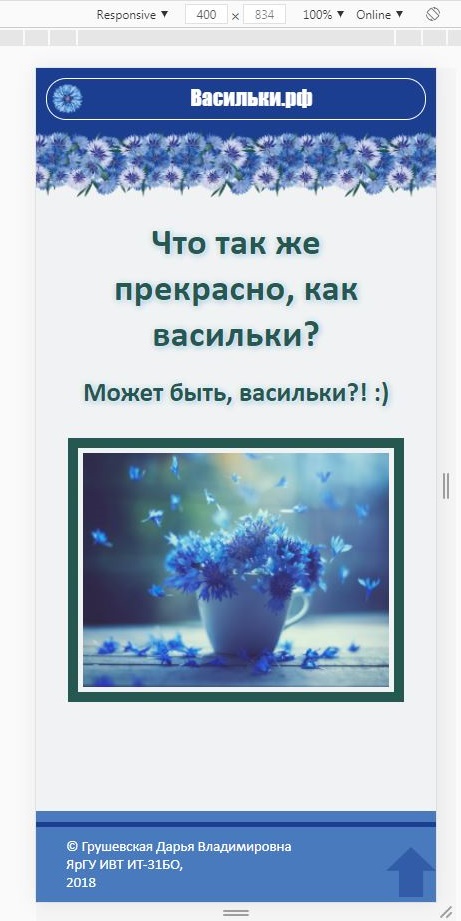 Responsive ▼ 400 × 834 100% ▼ Online ▼
Васильки.рф
Что так же
прекрасно, как
васильки?
Может быть, васильки?! :)
© Грушевская Дарья Владимировна
ЯрГУ ИВТ ИТ-31БО,
2018